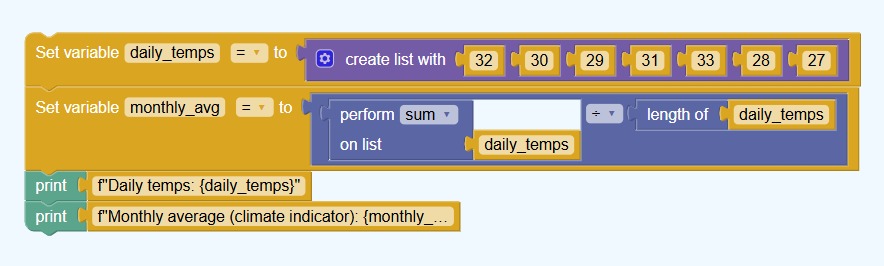 Set variable daily_temps = to create list with 32 30 29 31 33 28 27
Set variable monthly_avg = to perform sum ÷ length of daily_temps
on list daily_temps
print f"Daily temps: {daily_temps}"
print f"Monthly average (climate indicator): {monthly_...